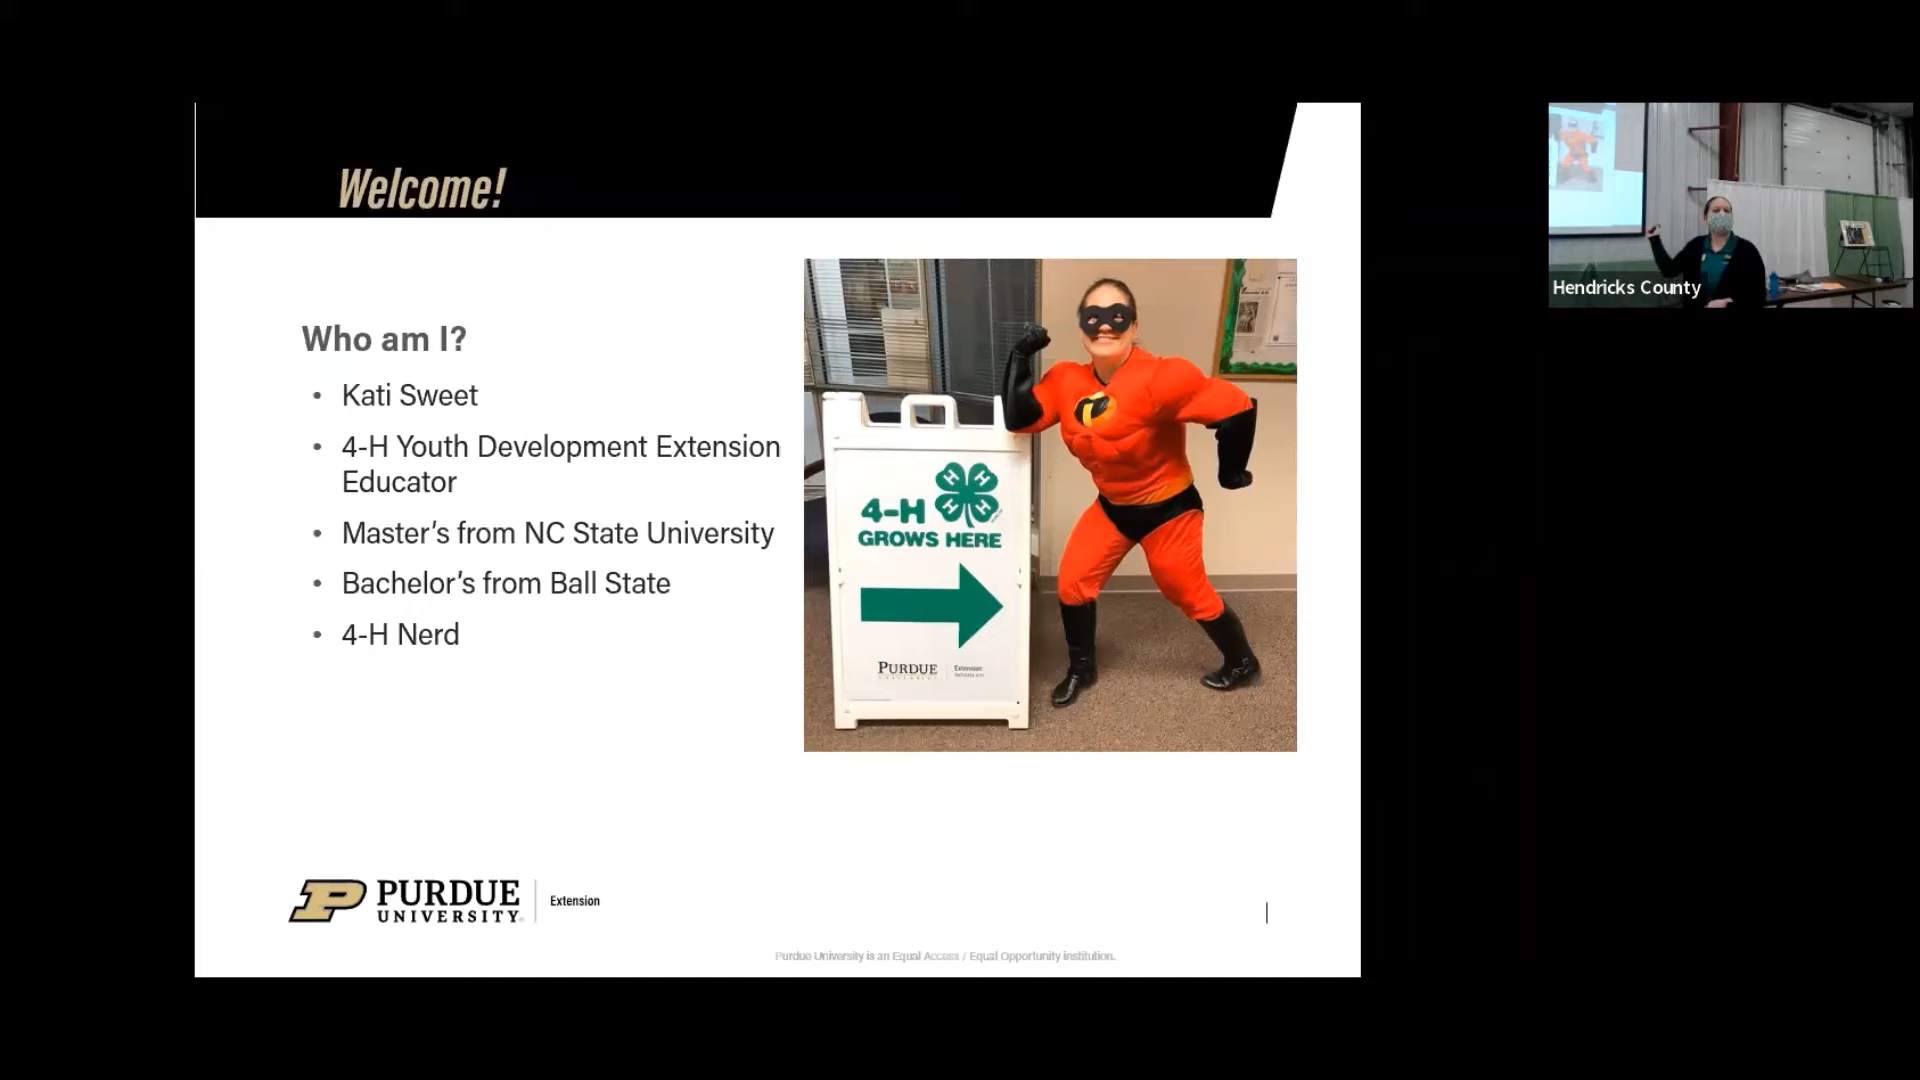 Welcome!
Who am I?
• Kati Sweet
• 4-H Youth Development Extension
Educator
• Master's from NC State University
• Bachelor's from Ball State
• 4-H Nerd
H H
H H
4-H
GROWS HERE
PURDUE
UNIVERSITY
Extension
PURDUE
UNIVERSITY
Extension
Purdue University is an Equal Access / Equal Opportunity institution.
Hendricks County